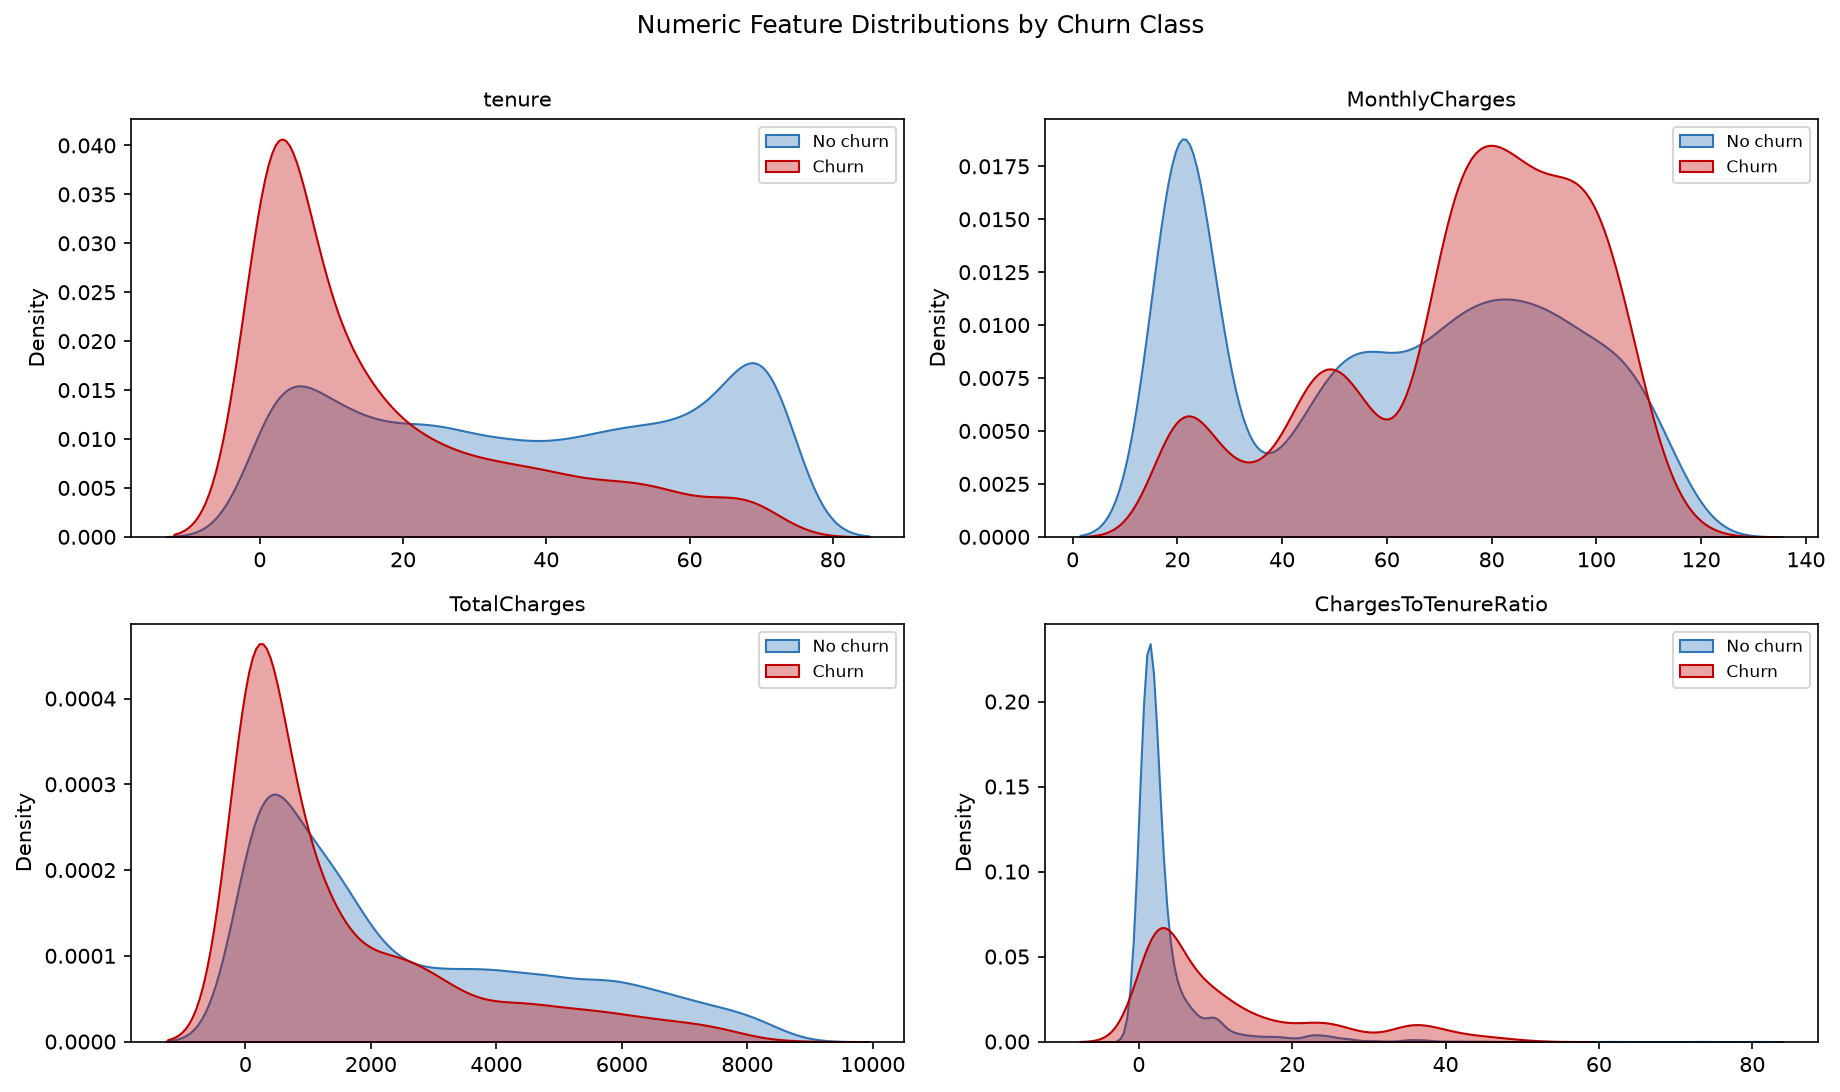 Numeric Feature Distributions by Churn Class
tenure
Density
0.040
0.035
0.030
0.025
0.020
0.015
0.010
0.005
0.000
0 20 40 60 80
No churn
Churn
MonthlyCharges
Density
0.0175
0.0150
0.0125
0.0100
0.0075
0.0050
0.0025
0.0000
0 20 40 60 80 100 120 140
No churn
Churn
TotalCharges
Density
0.0004
0.0003
0.0002
0.0001
0.0000
0 2000 4000 6000 8000 10000
No churn
Churn
ChargesToTenureRatio
Density
0.20
0.15
0.10
0.05
0.00
0 20 40 60 80
No churn
Churn